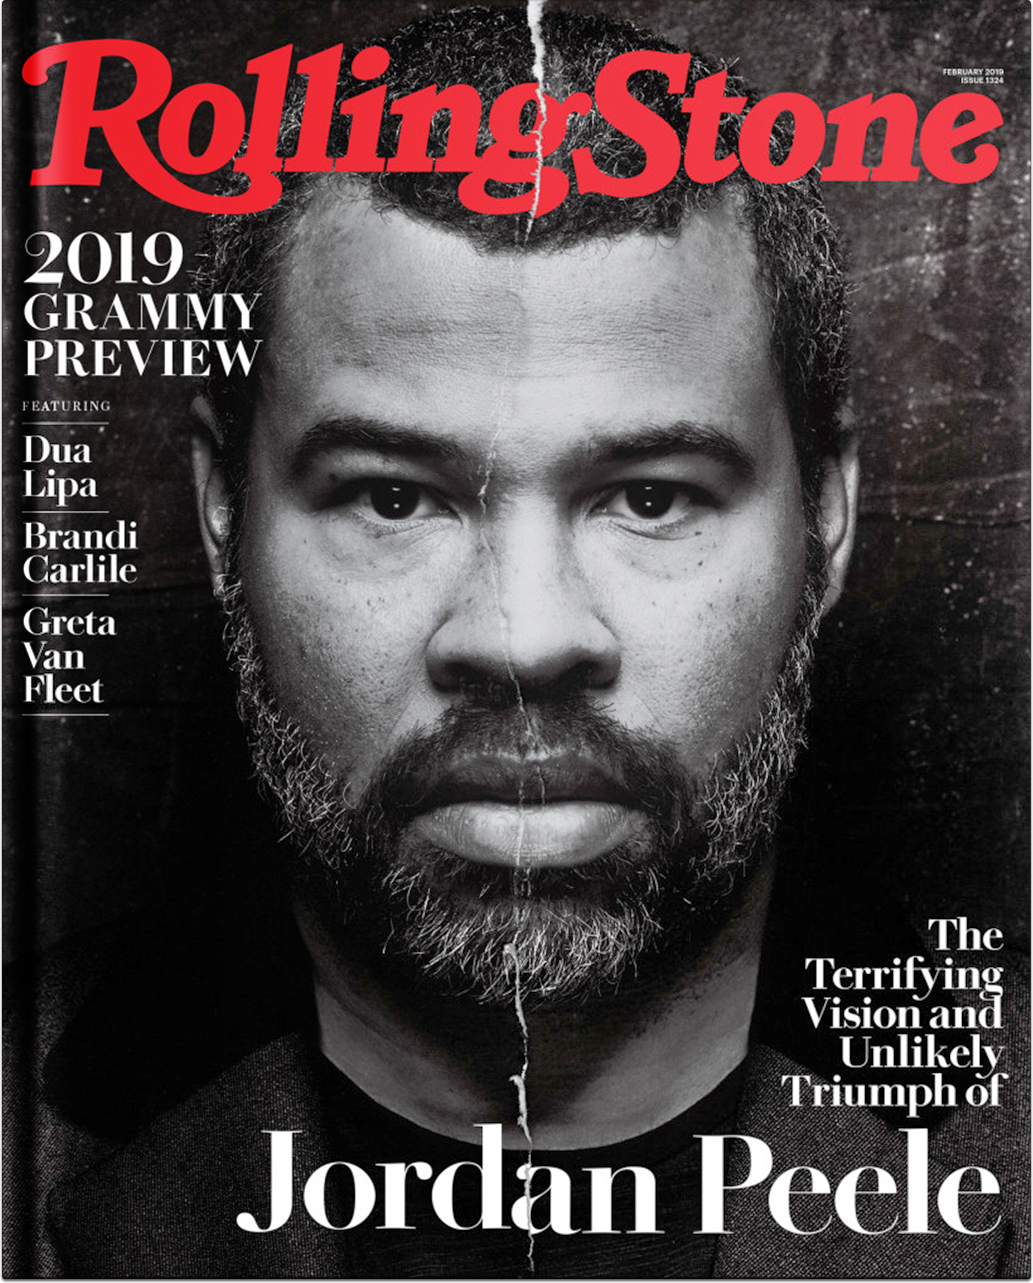 RollingStone
FEBRUARY 2019
ISSUE 1324
2019
GRAMMY
PREVIEW
FEATURING
Dua
Lipa
Brandi
Carlile
Greta
Van
Fleet
The
Terrifying
Vision and
Unlikely
Triumph of
Jordan Peele